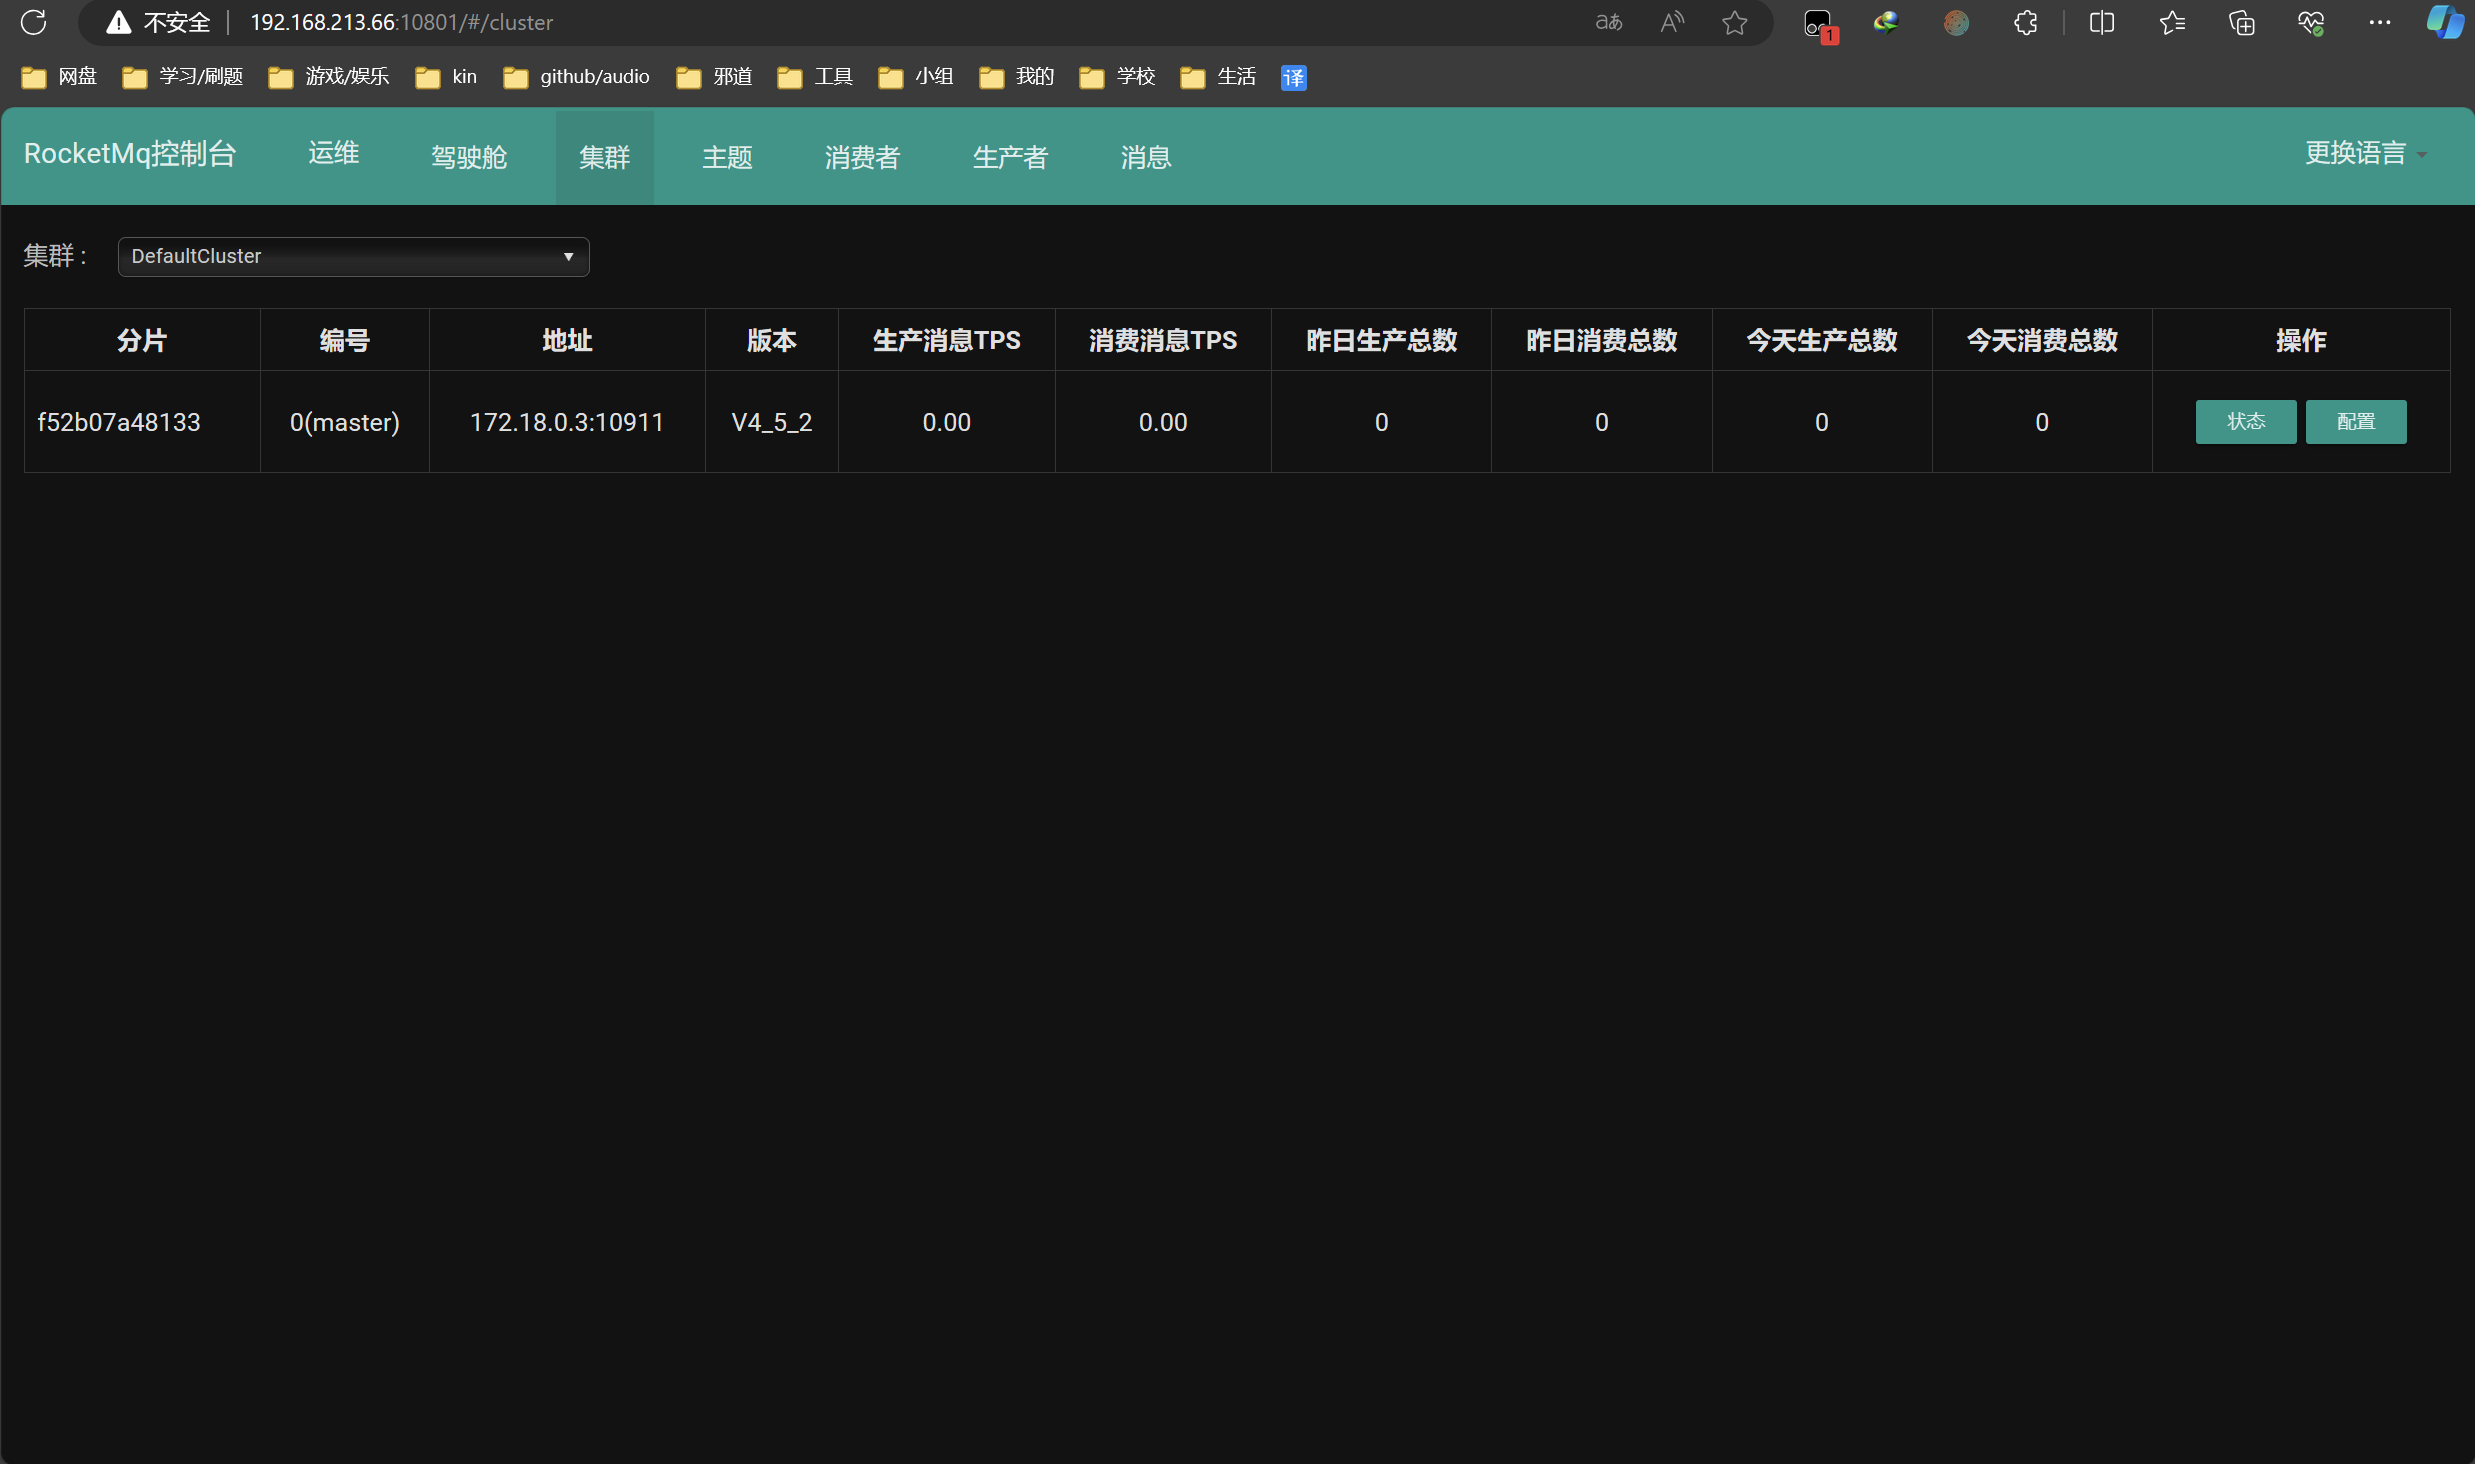 不安全 192.168.213.66:10801/#/cluster aあ A 1
网盘 学习/刷题 游戏/娱乐 kin github/audio 邪道 工具 小组 我的 学校 生活 译
RocketMq控制台 运维 驾驶舱 集群 主题 消费者 生产者 消息 更换语言
集群 : DefaultCluster
分片 编号 地址 版本 生产消息TPS 消费消息TPS 昨日生产总数 昨日消费总数 今天生产总数 今天消费总数 操作
f52b07a48133 0(master) 172.18.0.3:10911 V4_5_2 0.00 0.00 0 0 0 0 状态 配置